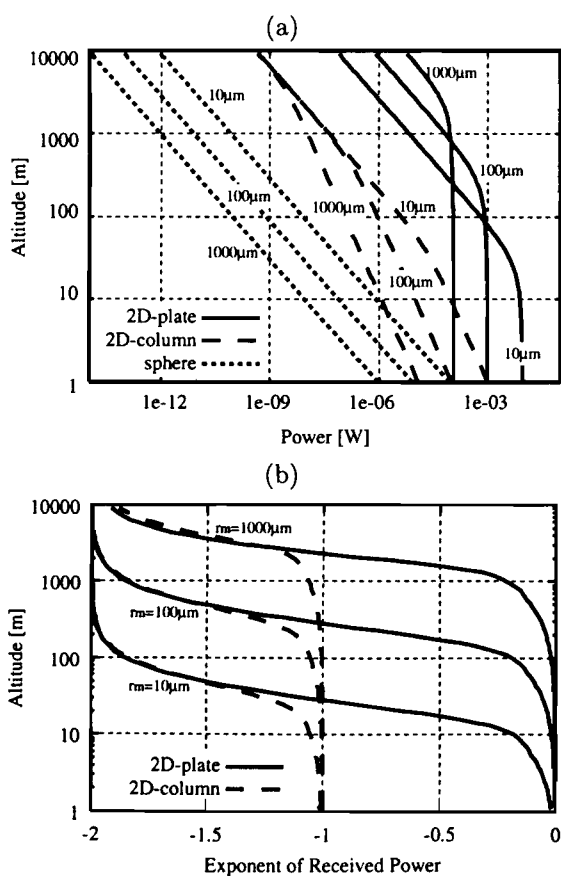 (a)
10000
1000
100
10
1
Altitude [m]
1000μm
10μm
100μm
100μm
1000μm
1000μm
10μm
100μm
10μm
2D-plate
2D-column
sphere
1e-12 1e-09 1e-06 1e-03
Power [W]
(b)
10000
1000
100
10
1
Altitude [m]
rm=1000μm
rm=100μm
rm=10μm
2D-plate
2D-column
-2 -1.5 -1 -0.5 0
Exponent of Received Power